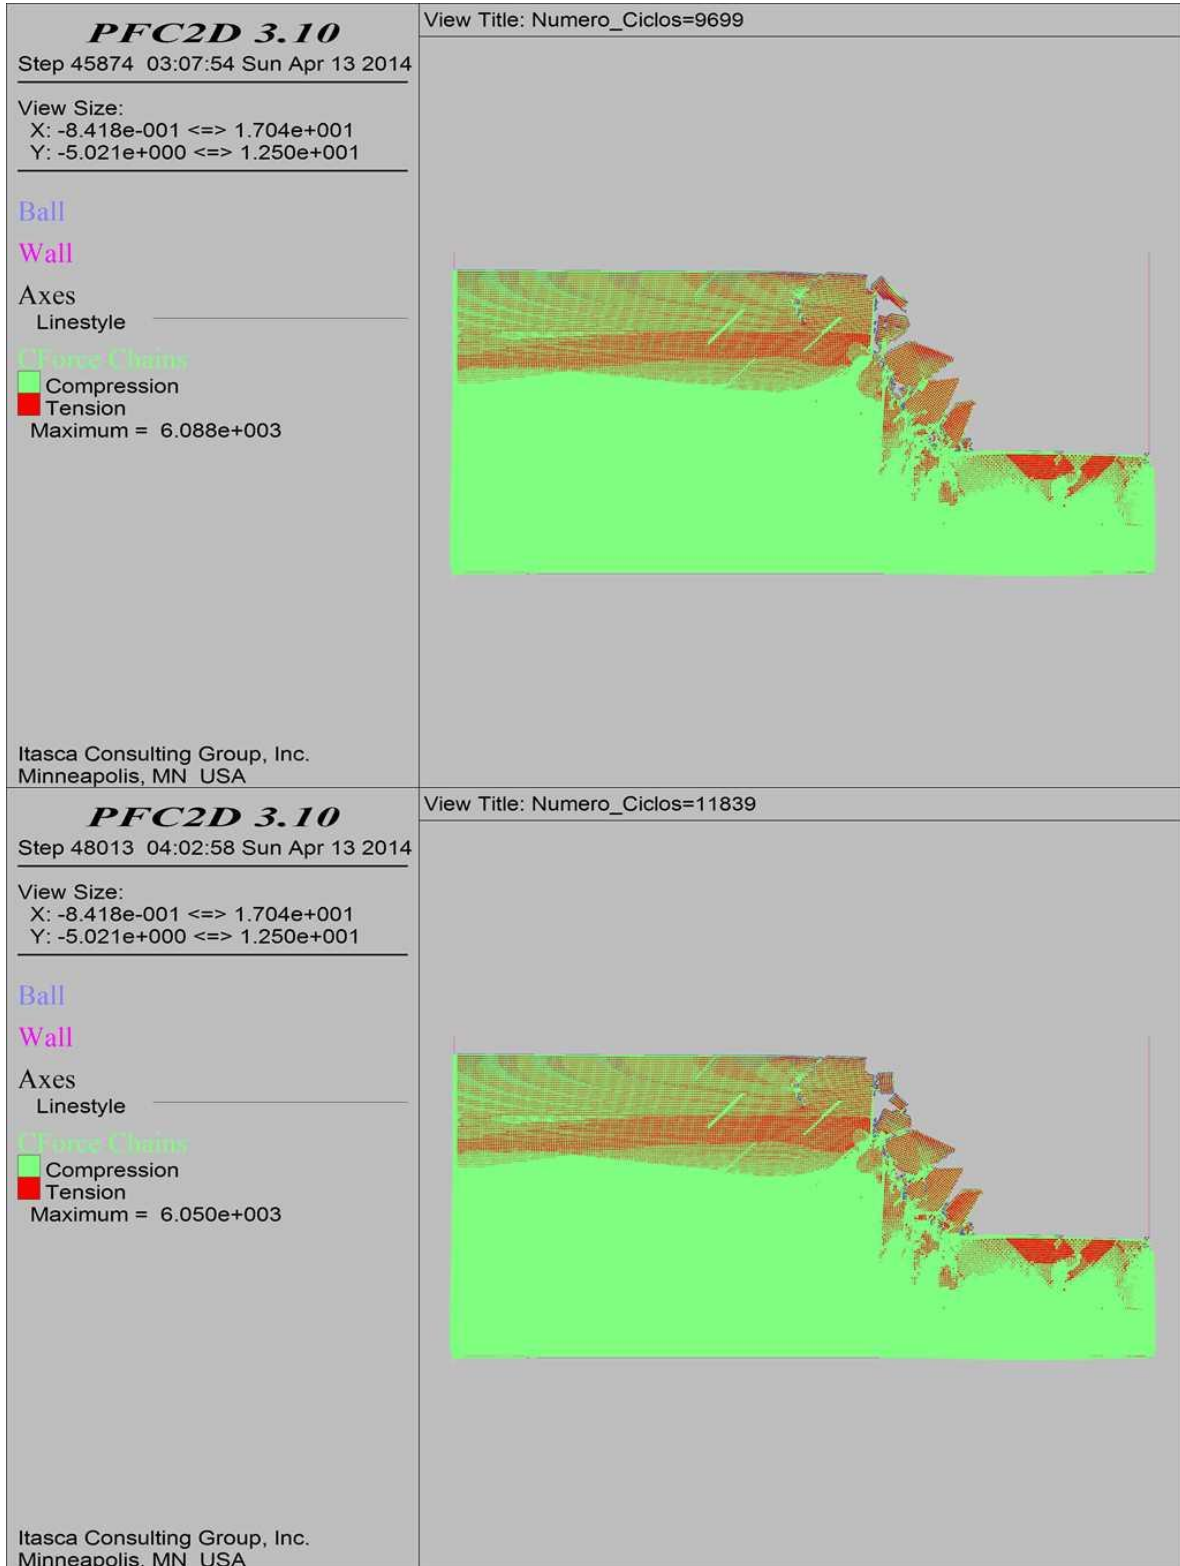 PFC2D 3.10
Step 45874 03:07:54 Sun Apr 13 2014
View Size:
X: -8.418e-001 <=> 1.704e+001
Y: -5.021e+000 <=> 1.250e+001
Ball
Wall
Axes
Linestyle
CForce Chains
Compression
Tension
Maximum = 6.088e+003
Itasca Consulting Group, Inc.
Minneapolis, MN USA
View Title: Numero_Ciclos=9699
PFC2D 3.10
Step 48013 04:02:58 Sun Apr 13 2014
View Size:
X: -8.418e-001 <=> 1.704e+001
Y: -5.021e+000 <=> 1.250e+001
Ball
Wall
Axes
Linestyle
CForce Chains
Compression
Tension
Maximum = 6.050e+003
Itasca Consulting Group, Inc.
Minneapolis, MN USA
View Title: Numero_Ciclos=11839